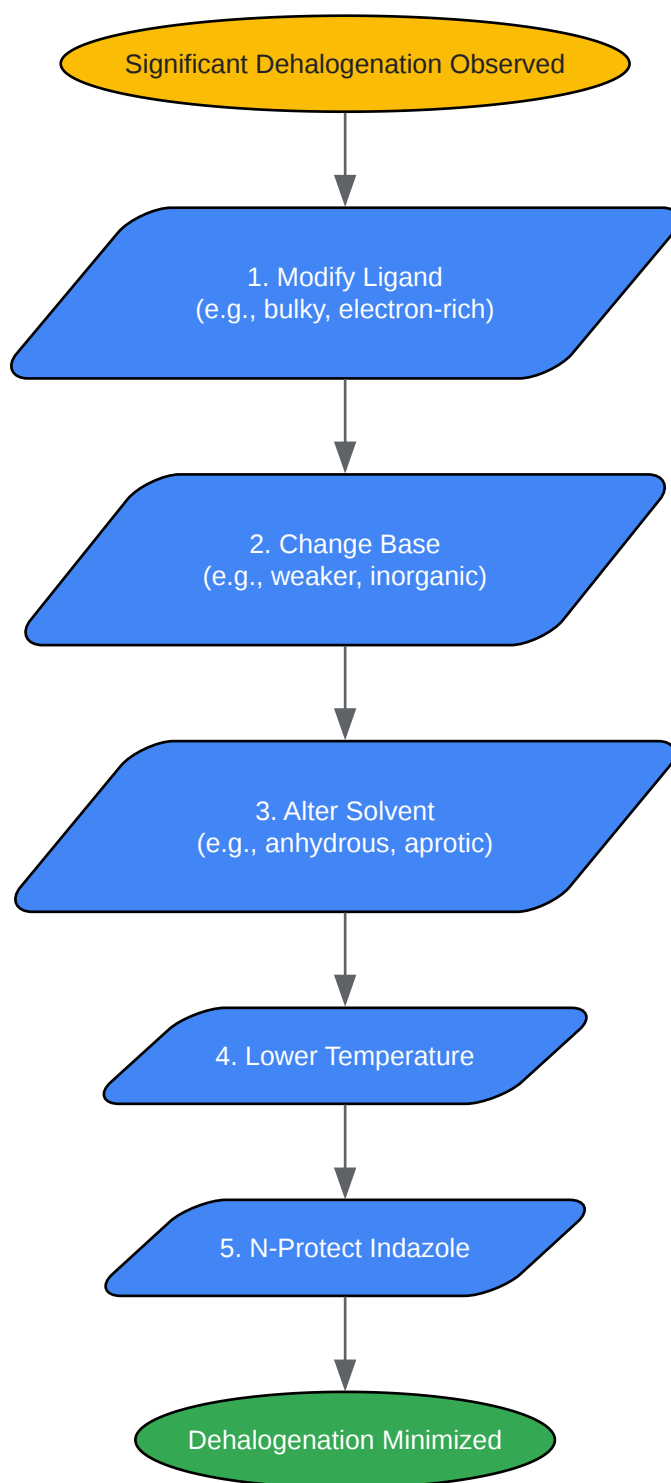 Significant Dehalogenation Observed
1. Modify Ligand
(e.g., bulky, electron-rich)
2. Change Base
(e.g., weaker, inorganic)
3. Alter Solvent
(e.g., anhydrous, aprotic)
4. Lower Temperature
5. N-Protect Indazole
Dehalogenation Minimized